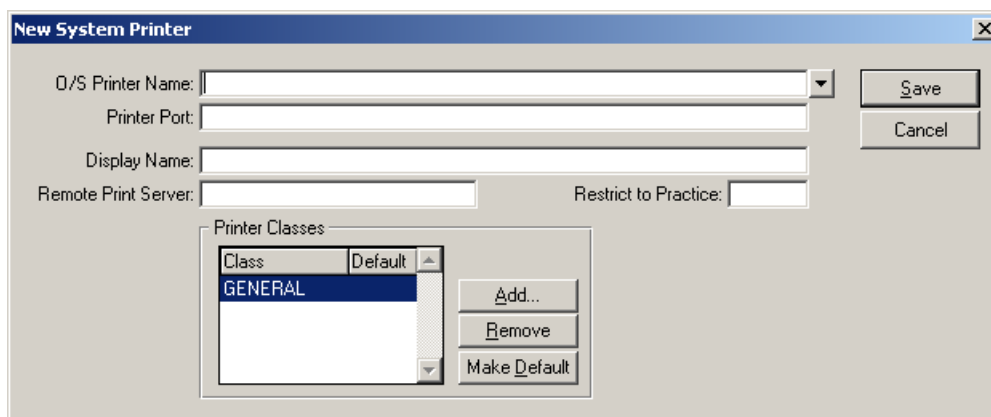 New System Printer
O/S Printer Name:
Save
Printer Port:
Cancel
Display Name:
Remote Print Server:
Restrict to Practice:
Printer Classes
Class Default
GENERAL
Add...
Remove
Make Default